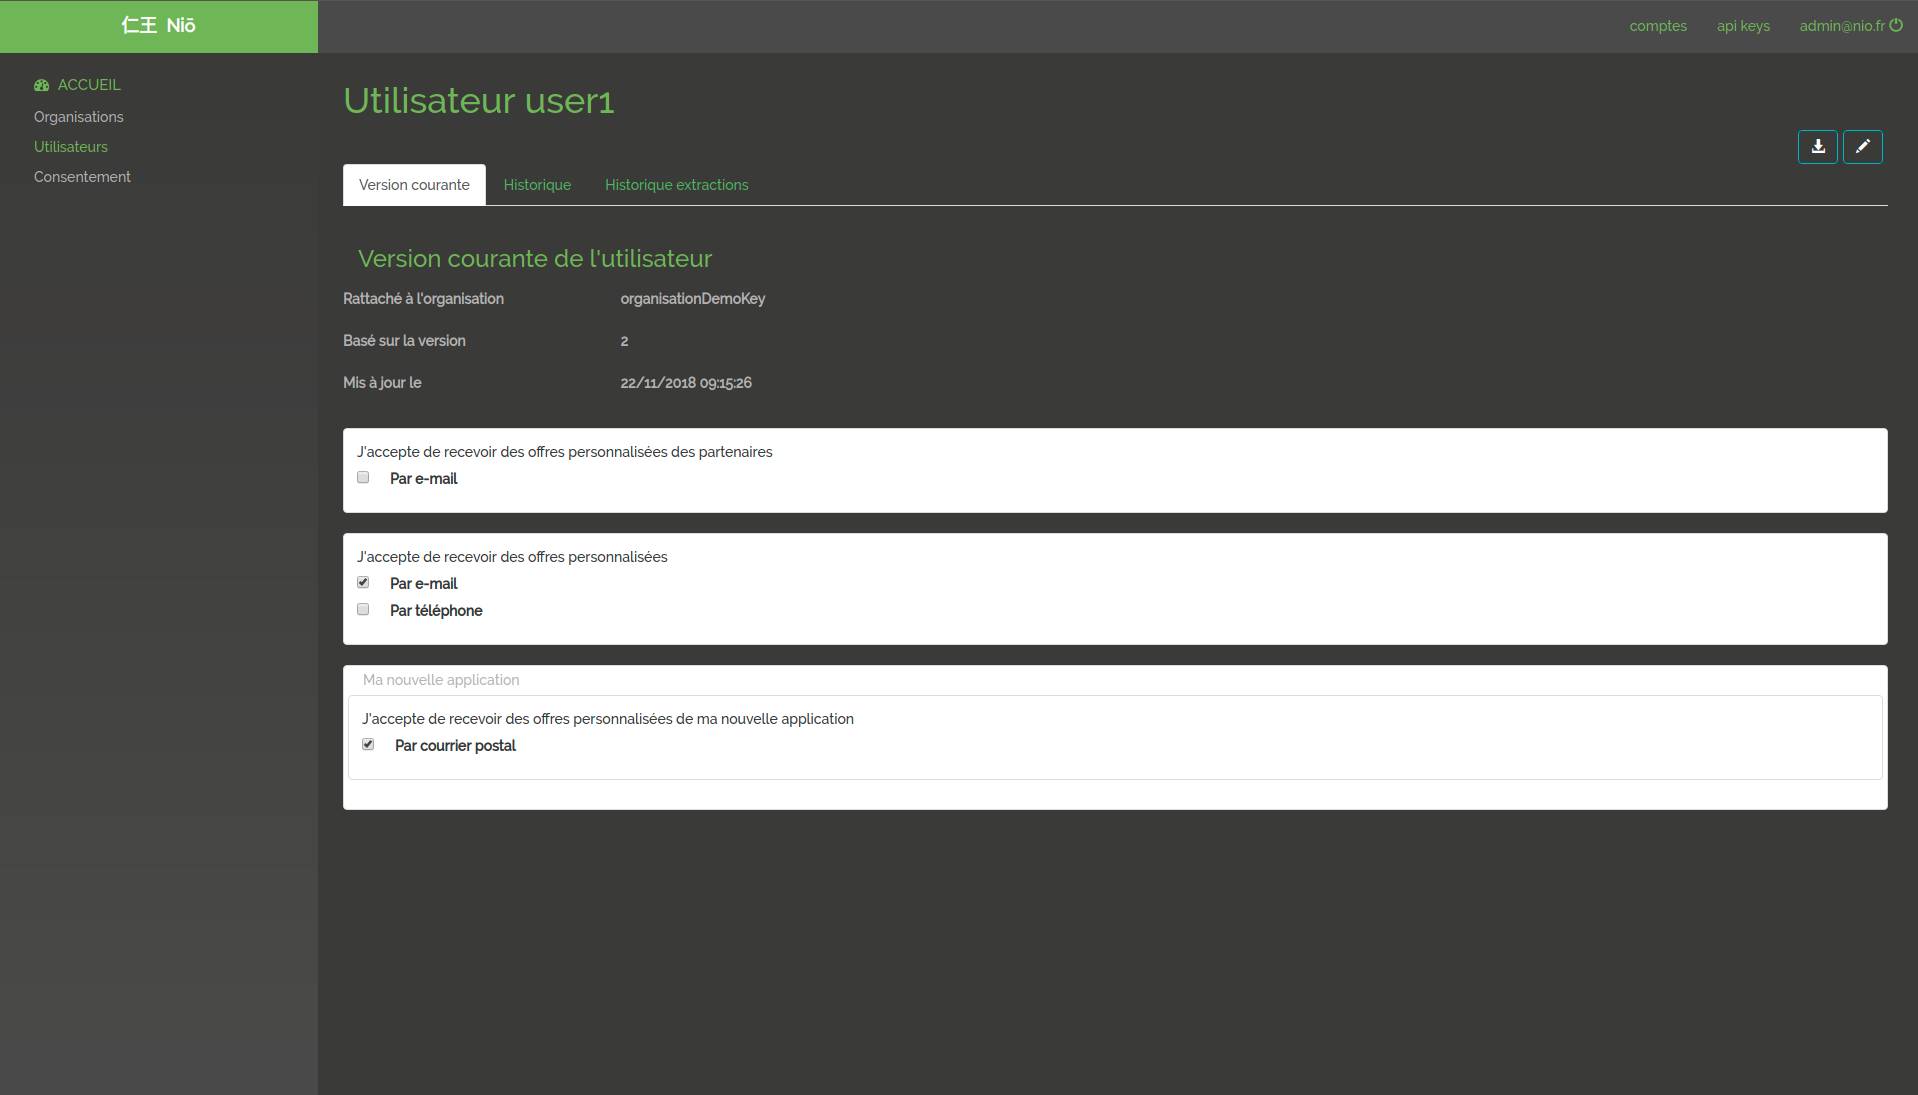 仁王 Niō
comptes
api keys
admin@nio.fr
ACCUEIL
Organisations
Utilisateurs
Consentement
Utilisateur user1
Version courante
Historique
Historique extractions
Version courante de l'utilisateur
Rattaché à l'organisation organisationDemoKey
Basé sur la version 2
Mis à jour le 22/11/2018 09:15:26
J'accepte de recevoir des offres personnalisées des partenaires
Par e-mail
J'accepte de recevoir des offres personnalisées
Par e-mail
Par téléphone
Ma nouvelle application
J'accepte de recevoir des offres personnalisées de ma nouvelle application
Par courrier postal